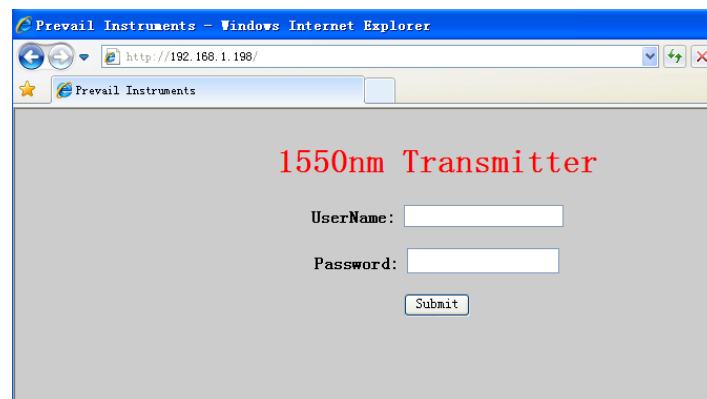 Prevail Instruments - Windows Internet Explorer
http://192.168.1.198/
Prevail Instruments
1550nm Transmitter
UserName:
Password:
Submit